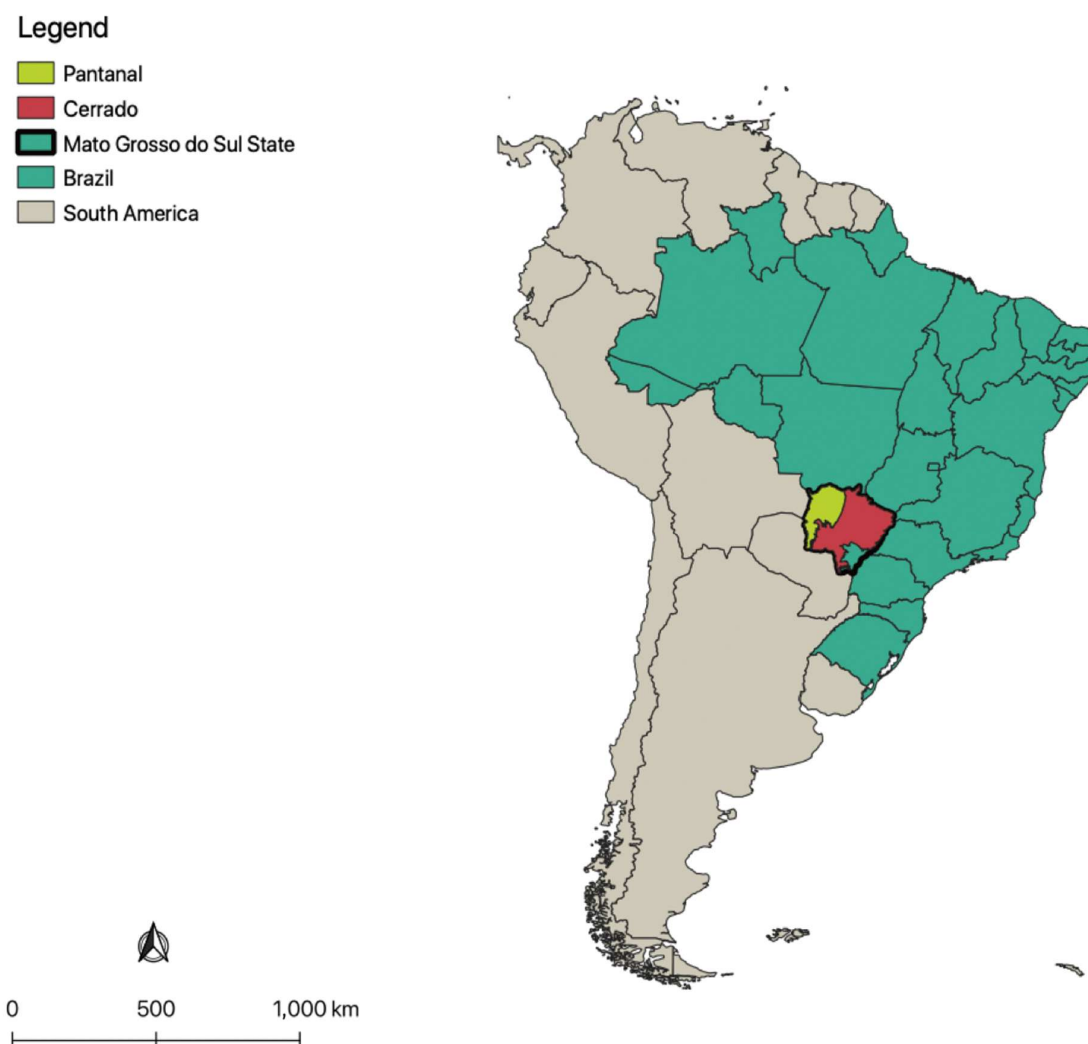 Legend
Pantanal
Cerrado
Mato Grosso do Sul State
Brazil
South America
0 500 1,000 km